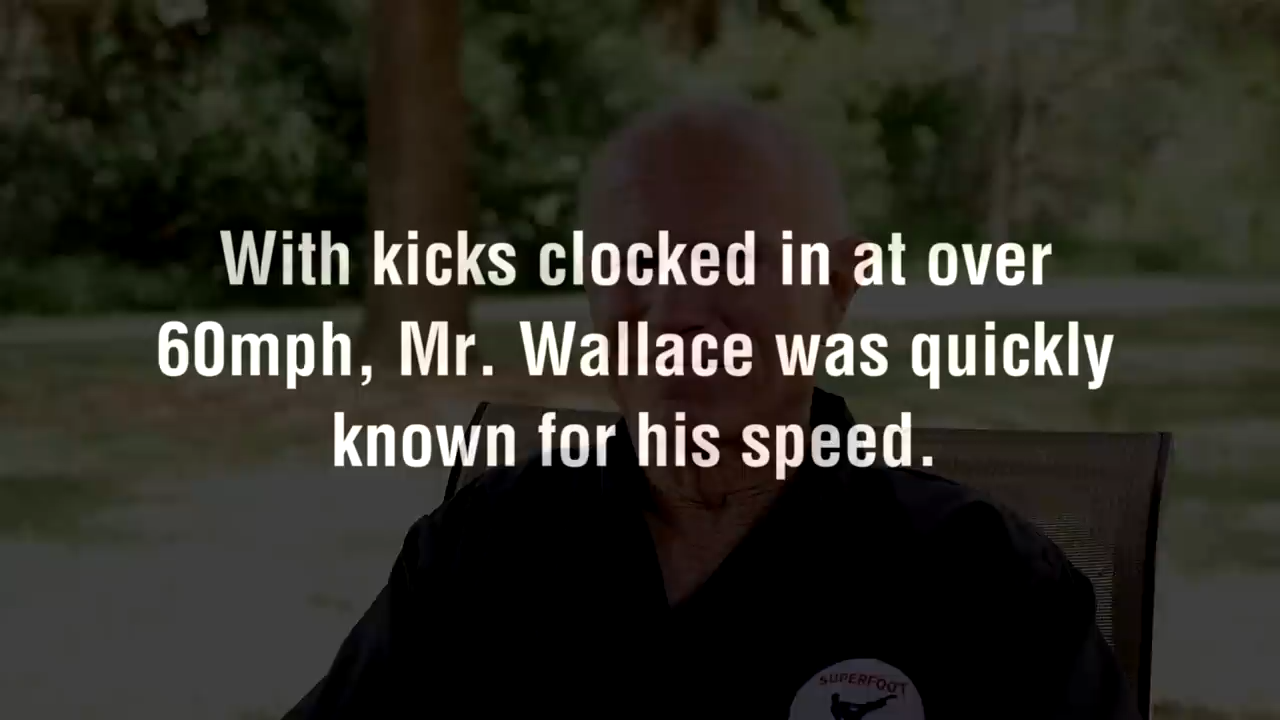 With kicks clocked in at over
60mph, Mr. Wallace was quickly
known for his speed.
SUPERFOOT